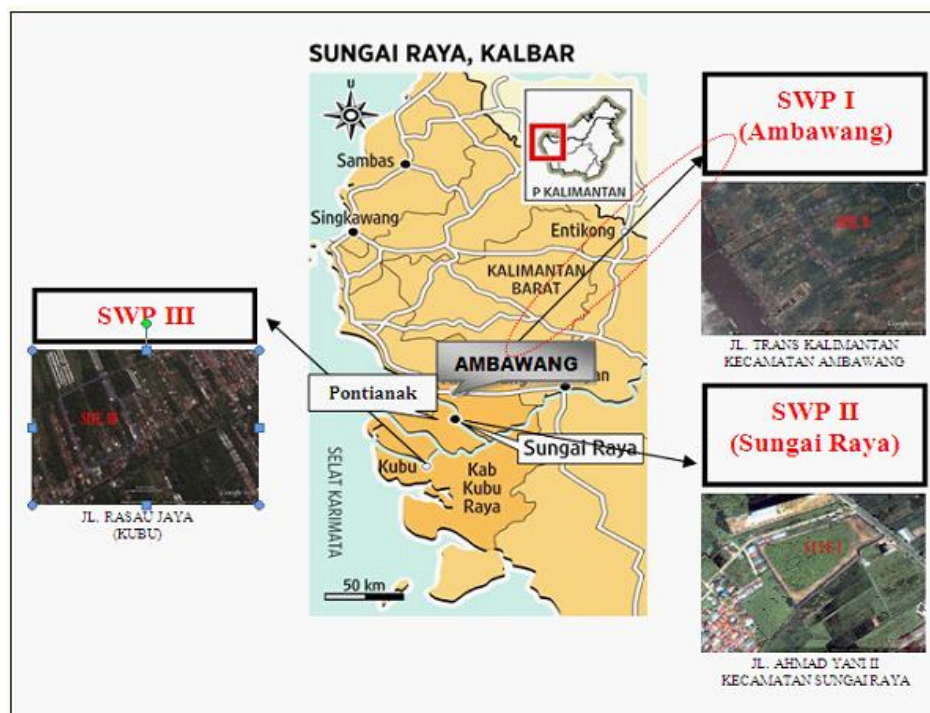 SUNGAI RAYA, KALBAR
U
Sambas
Singkawang
P KALIMANTAN
Entikong
KALIMANTAN
BARAT
AMBAWANG
Pontianak
Sungai Raya
Kubu
Kab
Kubu
Raya
SELAT KARIMATA
50 km
SWP III
JL. RASAU JAYA
(KUBU)
SWP I
(Ambawang)
JL. TRANS KALIMANTAN
KECAMATAN AMBAWANG
SWP II
(Sungai Raya)
JL. AHMAD YANI II
KECAMATAN SUNGAI RAYA